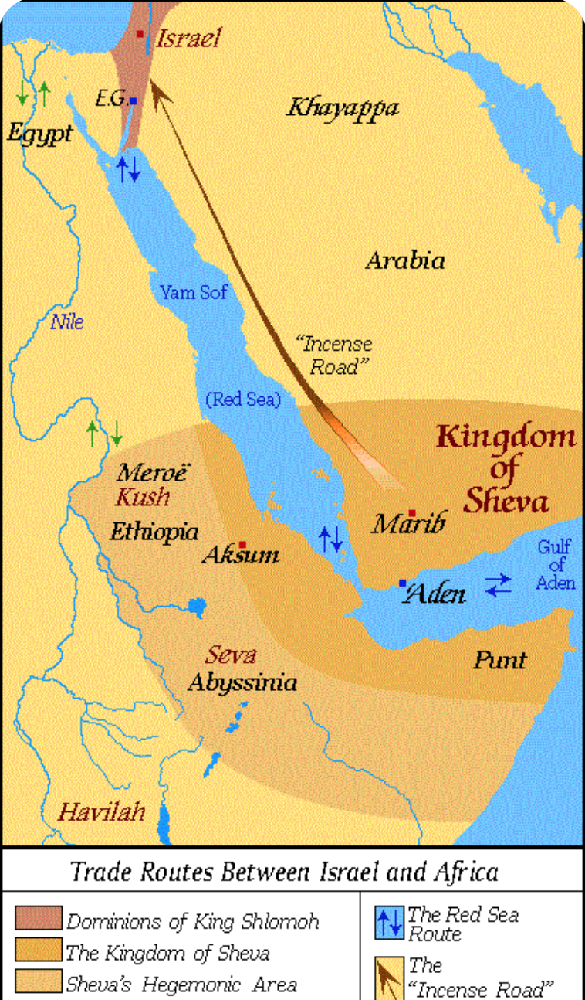 Israel
E.G.
Khayappa
Egypt
Arabia
Yam Sof
Nile
"Incense
Road"
(Red Sea)
Kingdom
of
Sheva
Meroë
Kush
Ethiopia
Marib
Aksum
Gulf
of
Aden
'Aden
Seva
Abyssinia
Punt
Havilah
Trade Routes Between Israel and Africa
Dominions of King Shlomoh
The Kingdom of Sheva
Sheva's Hegemonic Area
The Red Sea
Route
The
"Incense Road"